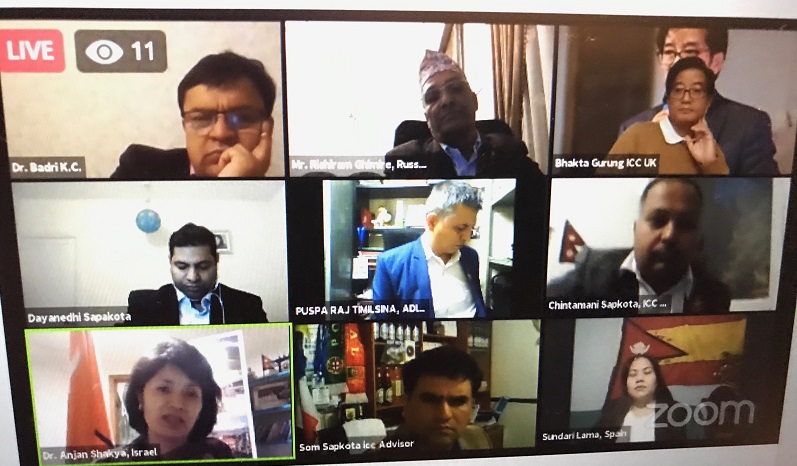 LIVE 11
Dr. Badri K.C.
Mr. Rishiram Ghimire, Russ...
Bhakta Gurung ICC UK
Dayanedhi Sapakota
PUSPA RAJ TIMILSINA, ADL..
Chintamani Sapkota, ICC ...
Dr. Anjan Shakya, Israel
Som Sapkota icc Advisor
Sundari Lama, Spain
zoom